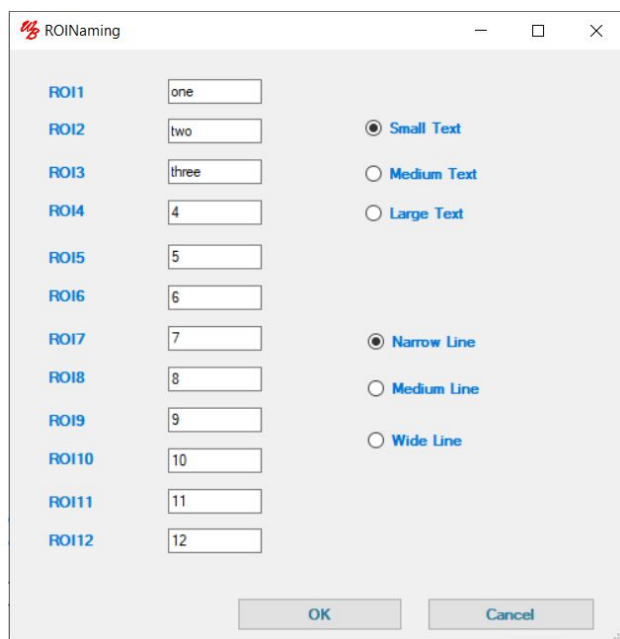 ROINaming
ROI1 one
ROI2 two
Small Text
ROI3 three
Medium Text
ROI4 4
Large Text
ROI5 5
ROI6 6
ROI7 7
Narrow Line
ROI8 8
Medium Line
ROI9 9
Wide Line
ROI10 10
ROI11 11
ROI12 12
OK Cancel